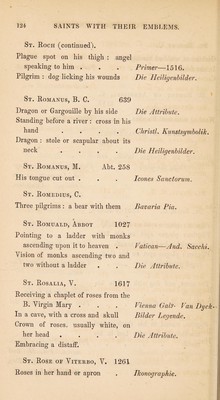 124 SAINTS WITH THEIR EMBLEMS.
ST. ROCH (continued).
Plague spot on his thigh : angel
speaking to him . . . Primer—1516.
Pilgrim : dog licking his wounds Die Heiligenbilder.
ST. ROMANUS, B. C. 639
Dragon or Gargouille by his side Die Attribute.
Standing before a river : cross in his
hand . . . . Christl. Kunstsymbolik.
Dragon : stole or scapular about its
neck . . . . Die Heiligenbilder.
ST. ROMANUS, M. Abt. 258
His tongue cut out . . . Icones Sanctorum.
ST. ROMEDIUS, C.
Three pilgrims : a bear with them Bavaria Pia.
ST. ROMUALD, ABBOT 1027
Pointing to a ladder with monks
ascending upon it to heaven . Vatican—And. Sacchi.
Vision of monks ascending two and
two without a ladder . . Die Attribute.
ST. ROSALIA, V. 1617
Receiving a chaplet of roses from the
B. Virgin Mary . . . Vienna Gal. Van Dyck.
In a cave, with a cross and skull Bilder Legende.
Crown of roses, usually white, on
her head . . . . Die Attribute.
Embracing a distaff.
ST. ROSE OF VITERBO, V. 1261
Roses in her hand or apron . Ikonographie.